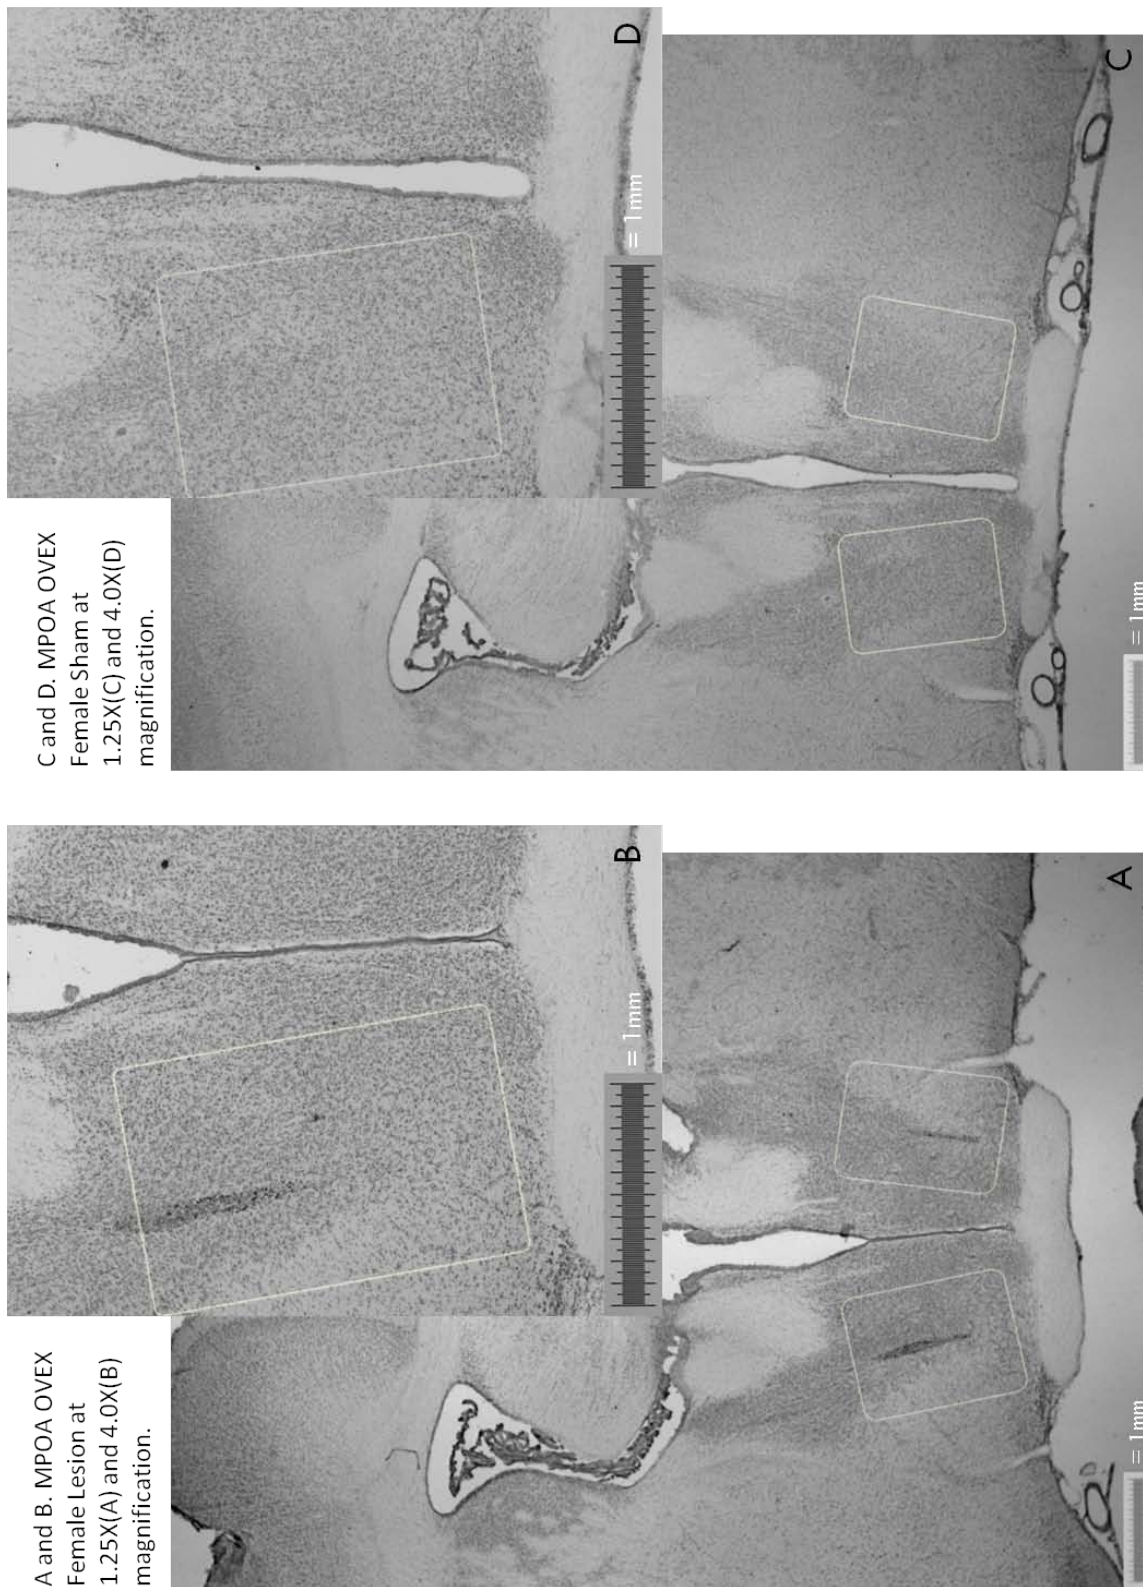 A and B. MPOA OVEX
Female Lesion at
1.25X(A) and 4.0X(B)
magnification.
B
= 1mm
A
= 1mm
C and D. MPOA OVEX
Female Sham at
1.25X(C) and 4.0X(D)
magnification.
D
= 1mm
C
= 1mm